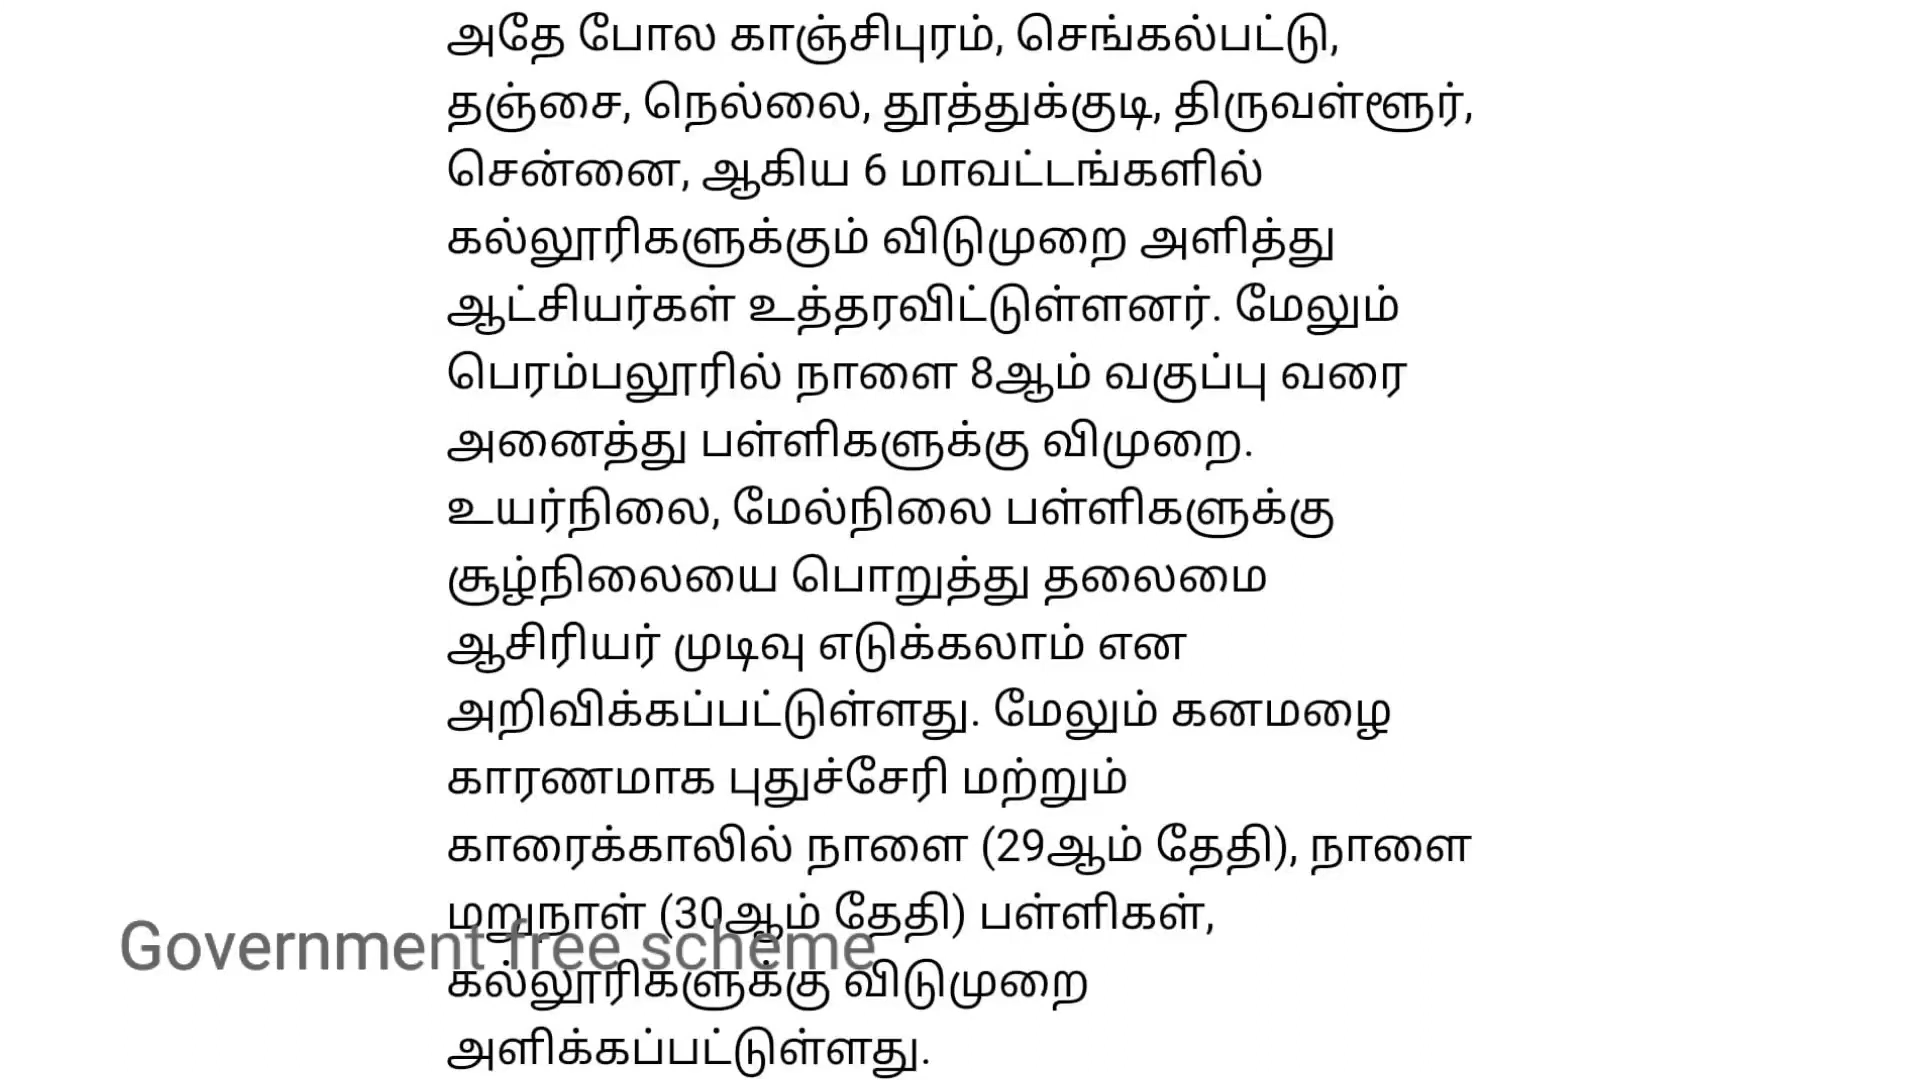 அதே போல காஞ்சிபுரம், செங்கல்பட்டு,
தஞ்சை, நெல்லை, தூத்துக்குடி, திருவள்ளூர்,
சென்னை, ஆகிய 6 மாவட்டங்களில்
கல்லூரிகளுக்கும் விடுமுறை அளித்து
ஆட்சியர்கள் உத்தரவிட்டுள்ளனர். மேலும்
பெரம்பலூரில் நாளை 8ஆம் வகுப்பு வரை
அனைத்து பள்ளிகளுக்கு விமுறை.
உயர்நிலை, மேல்நிலை பள்ளிகளுக்கு
சூழ்நிலையை பொறுத்து தலைமை
ஆசிரியர் முடிவு எடுக்கலாம் என
அறிவிக்கப்பட்டுள்ளது. மேலும் கனமழை
காரணமாக புதுச்சேரி மற்றும்
காரைக்காலில் நாளை (29ஆம் தேதி), நாளை
மறுநாள் (30ஆம் தேதி) பள்ளிகள்,
Government free scheme
கல்லூரிகளுக்கு விடுமுறை
அளிக்கப்பட்டுள்ளது.